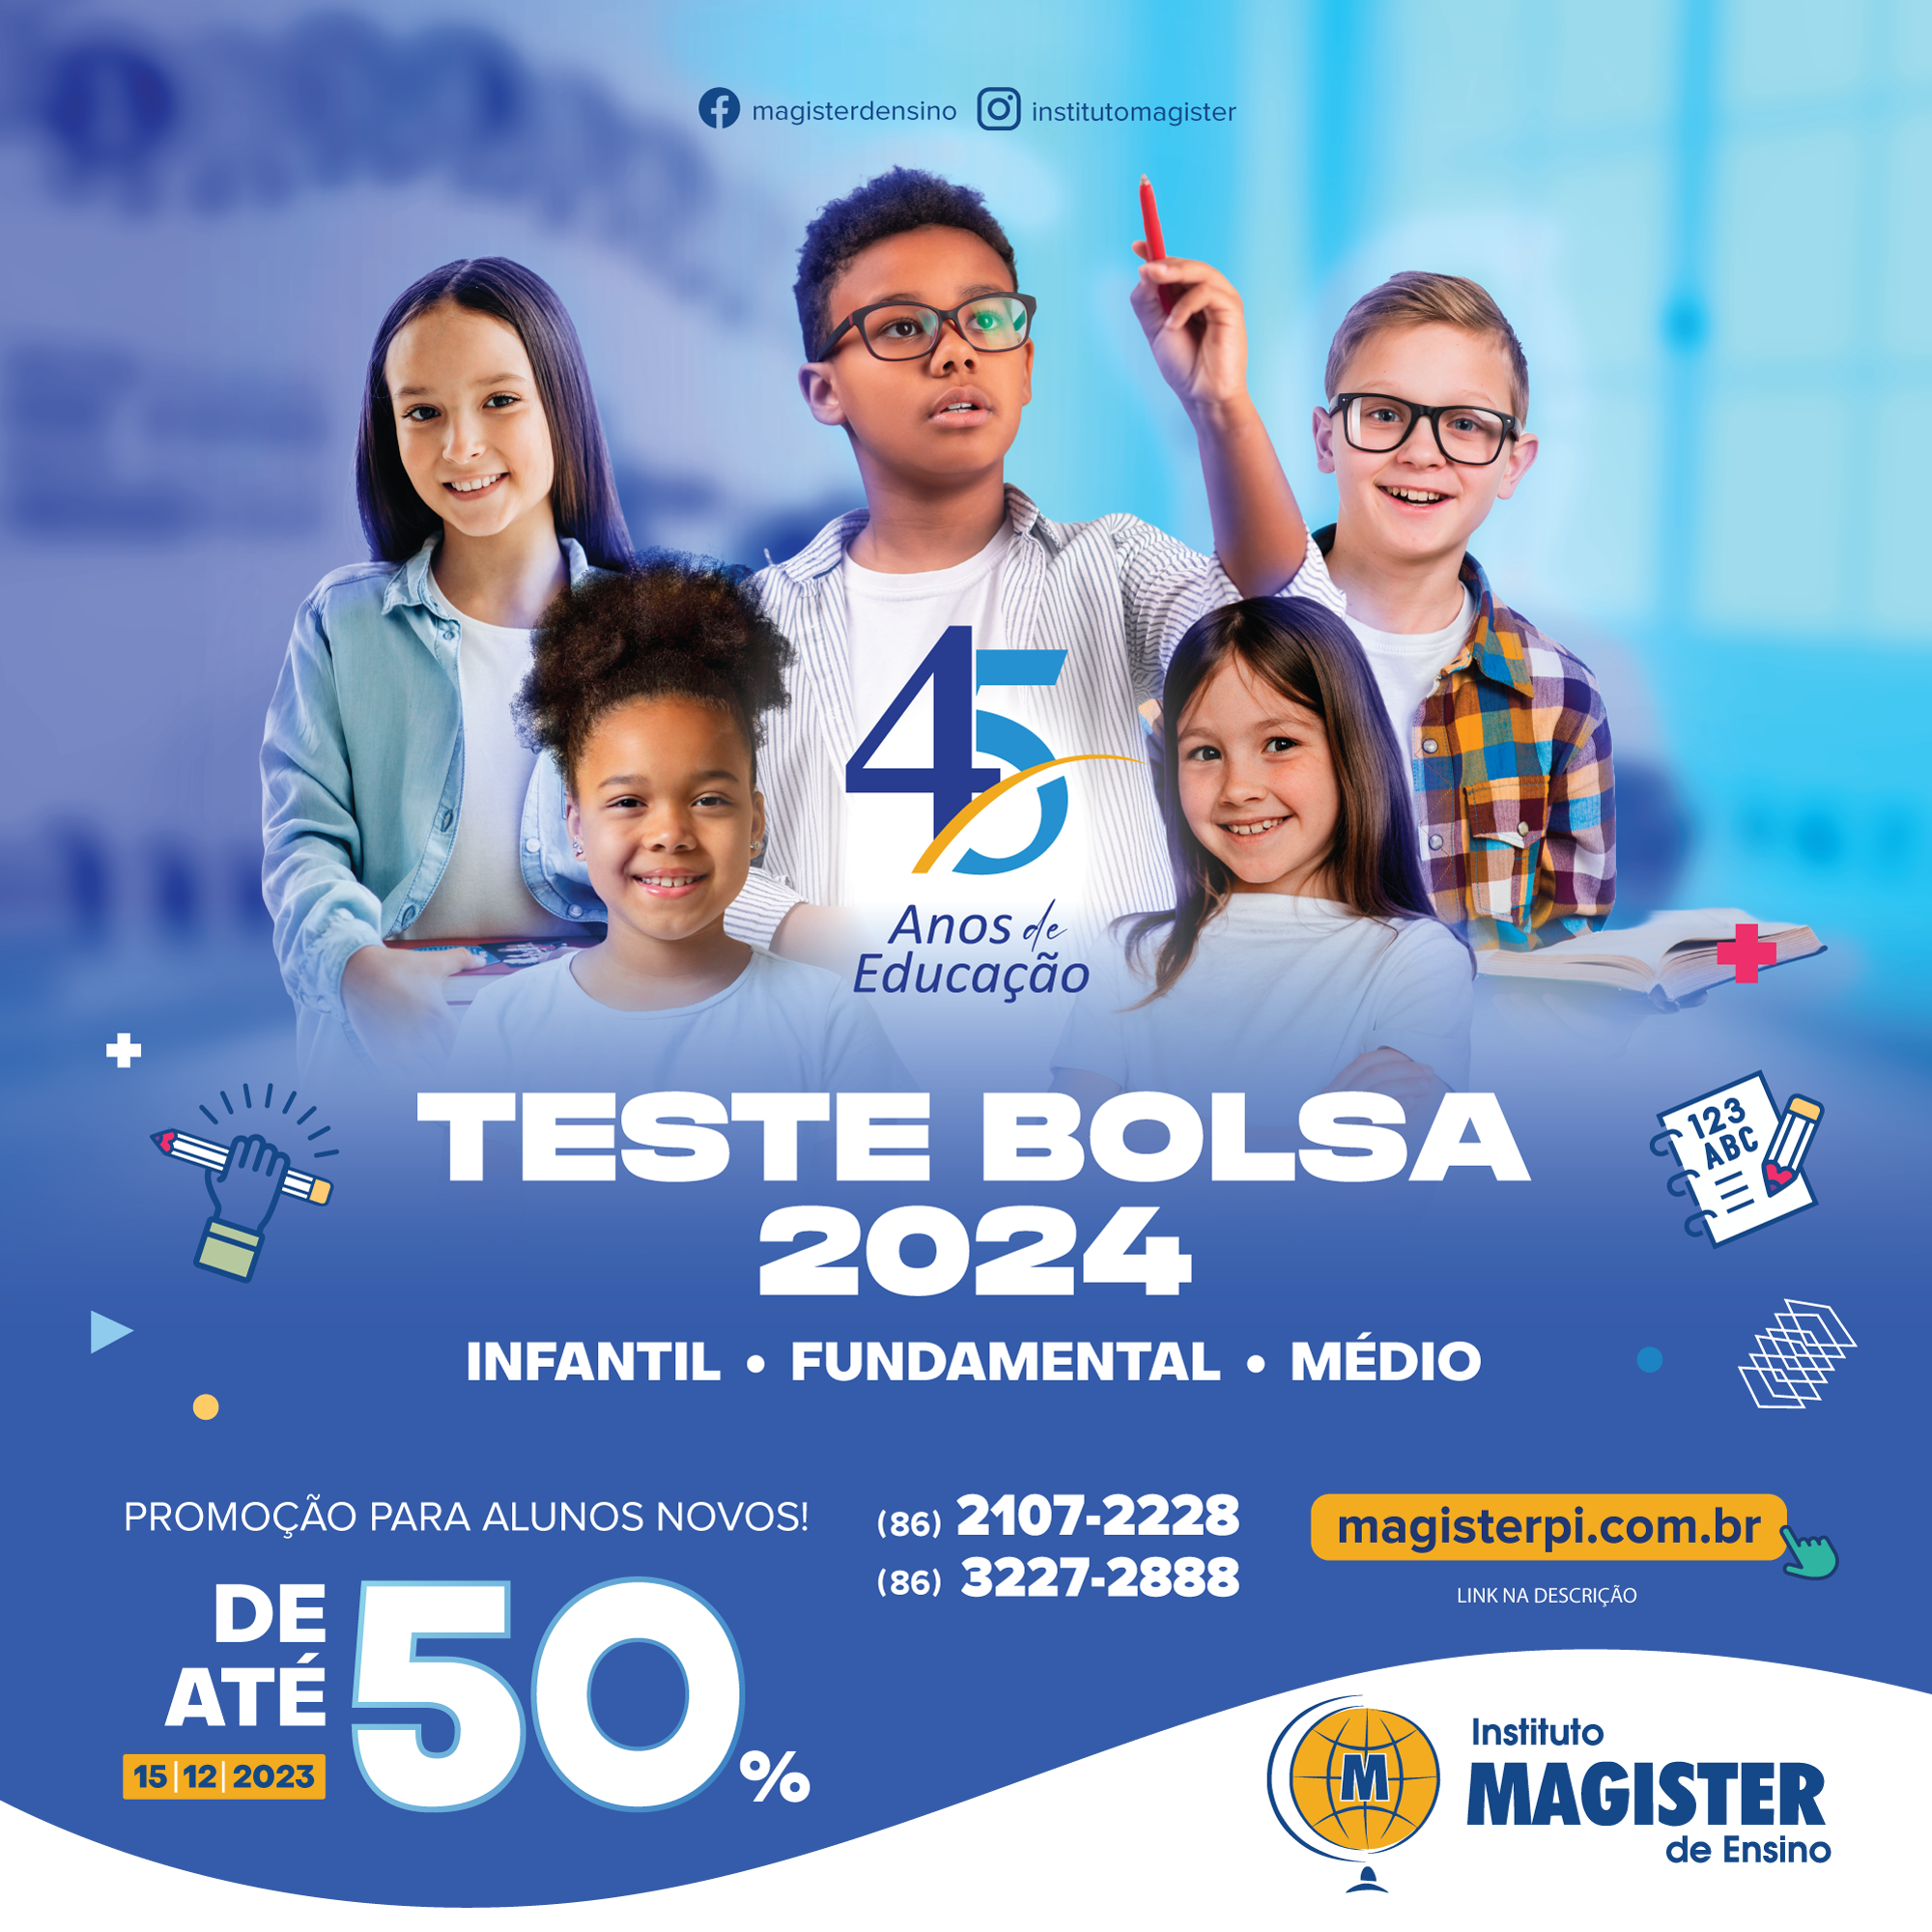 magisterdensino institutomagister
45
Anos de
Educação
TESTE BOLSA
2024
INFANTIL • FUNDAMENTAL • MÉDIO
123
ABC
PROMOÇÃO PARA ALUNOS NOVOS!
DE
ATÉ
50%
15|12|2023
(86) 2107-2228
(86) 3227-2888
magisterpi.com.br
LINK NA DESCRIÇÃO
M
Instituto
MAGISTER
de Ensino